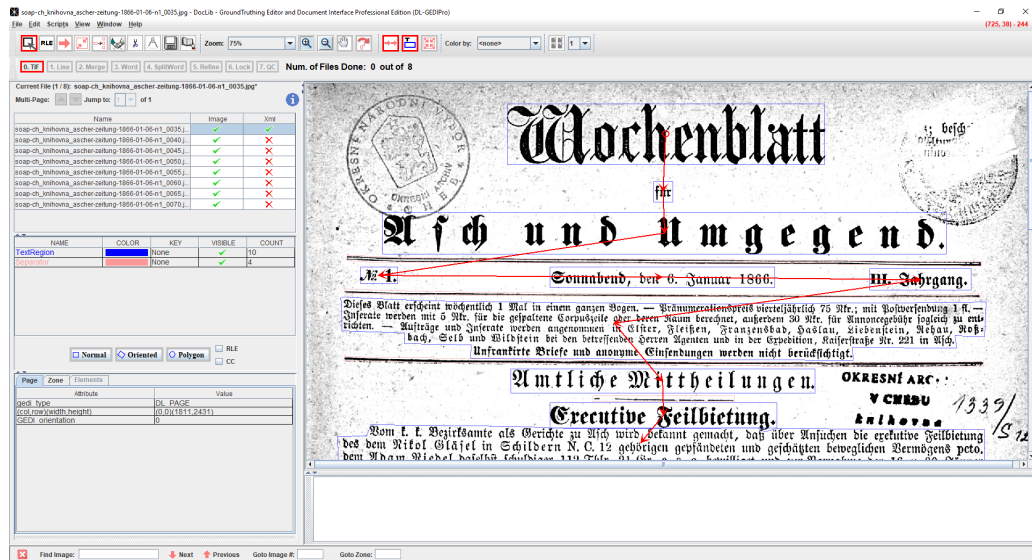 soap-ch_knihovna_ascher-zeitung-1866-01-06-n1_0035.jpg - DocLib - GroundTruthing Editor and Document Interface Professional Edition (DL-GEDIPro)
File Edit Scripts View Window Help
(725, 38) - 244
RLE Zoom: 75% Color by: <none> 1
0. TIF 1. Line 2. Merge 3. Word 4. SplitWord 5. Refine 6. Lock 7. QC Num. of Files Done: 0 out of 8
Current File (1 / 8): soap-ch_knihovna_ascher-zeitung-1866-01-06-n1_0035.jpg*
Multi-Page: Jump to: 1 of 1
Name Image Xml
soap-ch_knihovna_ascher-zeitung-1866-01-06-n1_0035.j...
soap-ch_knihovna_ascher-zeitung-1866-01-06-n1_0040.j...
soap-ch_knihovna_ascher-zeitung-1866-01-06-n1_0045.j...
soap-ch_knihovna_ascher-zeitung-1866-01-06-n1_0050.j...
soap-ch_knihovna_ascher-zeitung-1866-01-06-n1_0055.j...
soap-ch_knihovna_ascher-zeitung-1866-01-06-n1_0060.j...
soap-ch_knihovna_ascher-zeitung-1866-01-06-n1_0065.j...
soap-ch_knihovna_ascher-zeitung-1866-01-06-n1_0070.j...
NAME COLOR KEY VISIBLE COUNT
TextRegion None 10
Separator None 4
Normal Oriented Polygon RLE
CC
Page Zone Elements
Attribute Value
gedi_type DL_PAGE
(col,row)(width,height) (0,0)(1811,2431)
GEDI_orientation 0
Find Image: Next Previous Goto Image #: Goto Zone:
OKRESNÍ ARCHIV
CHEB
Wochenblatt
für
Asch und Umgegend.
№ 1. Sonnabend, den 6. Januar 1866. III. Jahrgang.
Dieses Blatt erscheint wöchentlich 1 Mal in einem ganzen Bogen. — Pränumerationspreis vierteljährlich 75 Nkr.; mit Postversendung 1 fl. —
Inserate werden mit 5 Nkr. für die gespaltene Corpuszeile oder deren Raum berechnet, außerdem 30 Nkr. für Annoncegebühr sogleich zu ent-
richten. — Aufträge und Inserate werden angenommen in Elster, Fleißen, Franzensbad, Haslau, Liebenstein, Rehau, Roß-
bach, Selb und Wildstein bei den betreffenden Herren Agenten und in der Expedition, Kaiserstraße Nr. 221 in Asch.
Unfrankirte Briefe und anonyme Einsendungen werden nicht berücksichtigt.
Amtliche Mittheilungen.
OKRESNÍ ARC
V CHEBU
knihovna
1339/
Executive Feilbietung.
Vom k. k. Bezirksamte als Gerichte zu Asch wird bekannt gemacht, daß über Ansuchen die exekutive Feilbietung
des dem Nikol Gläsel in Schildern N. C. 12 gehörigen gepfändeten und geschätzten beweglichen Vermögens pcto.
dem Adam Riedel